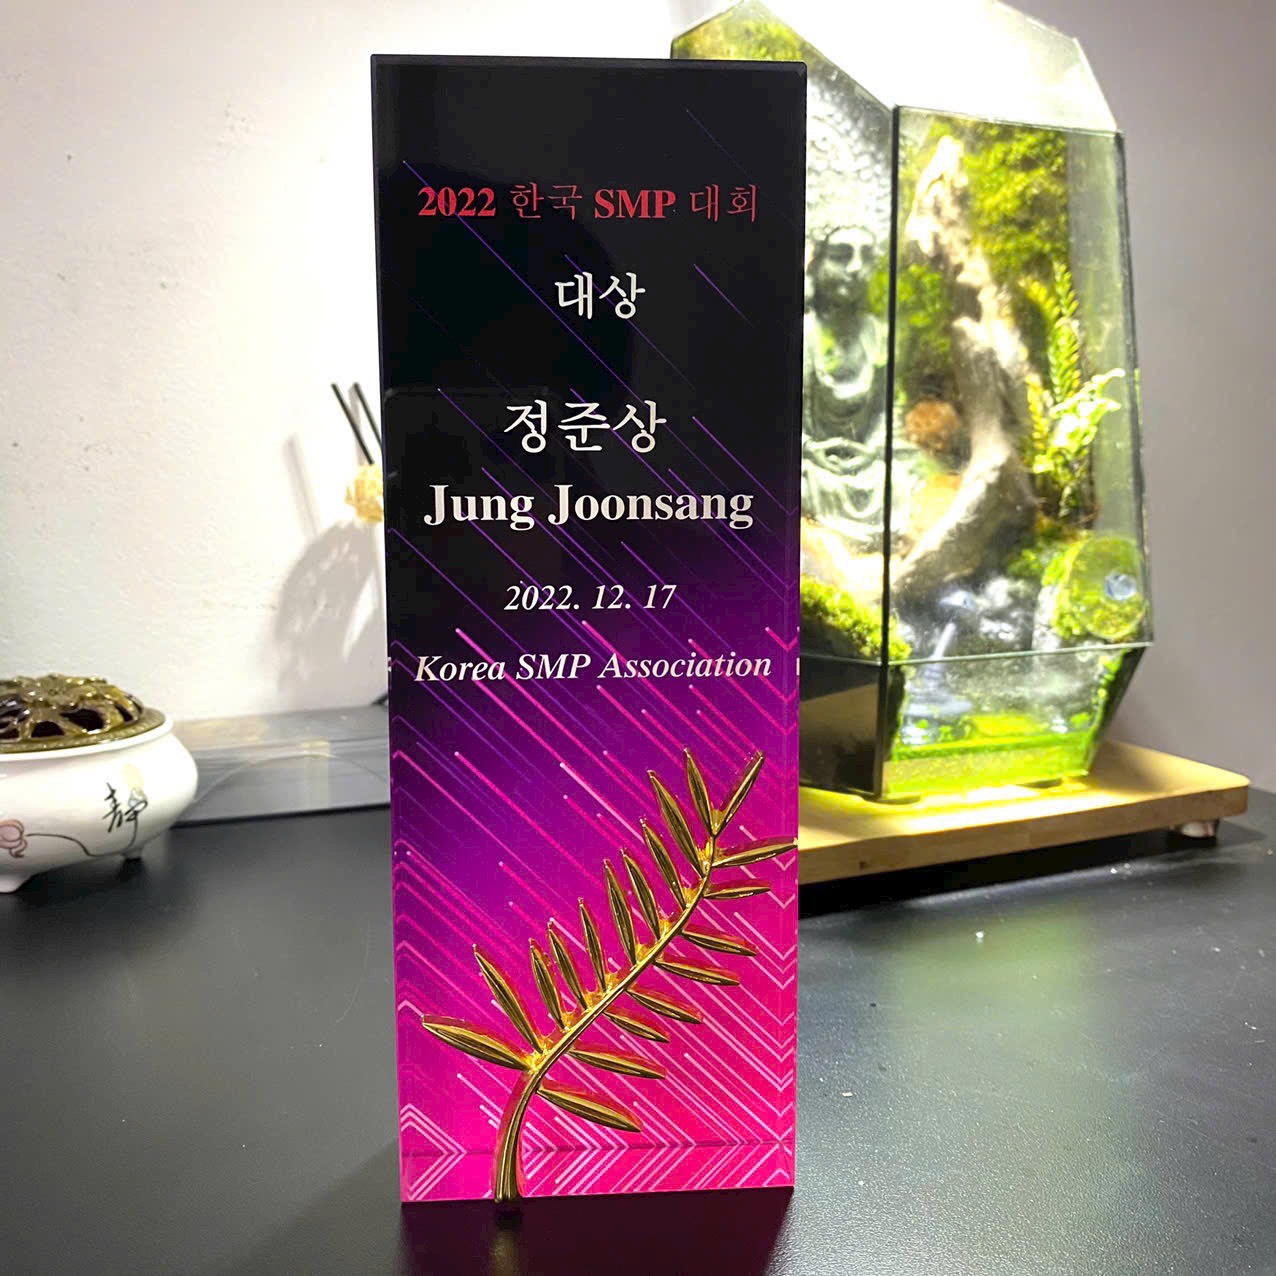 2022 한국 SMP 대회
대상
정준상
Jung Joonsang
2022. 12. 17
Korea SMP Association
靜